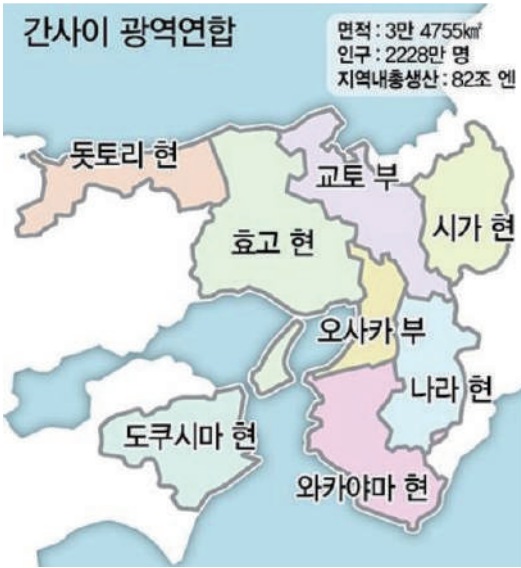 간사이 광역연합
면적 : 3만 4755㎢
인구 : 2228만 명
지역내총생산 : 82조 엔
돗토리 현
교토 부
시가 현
효고 현
오사카 부
나라 현
도쿠시마 현
와카야마 현